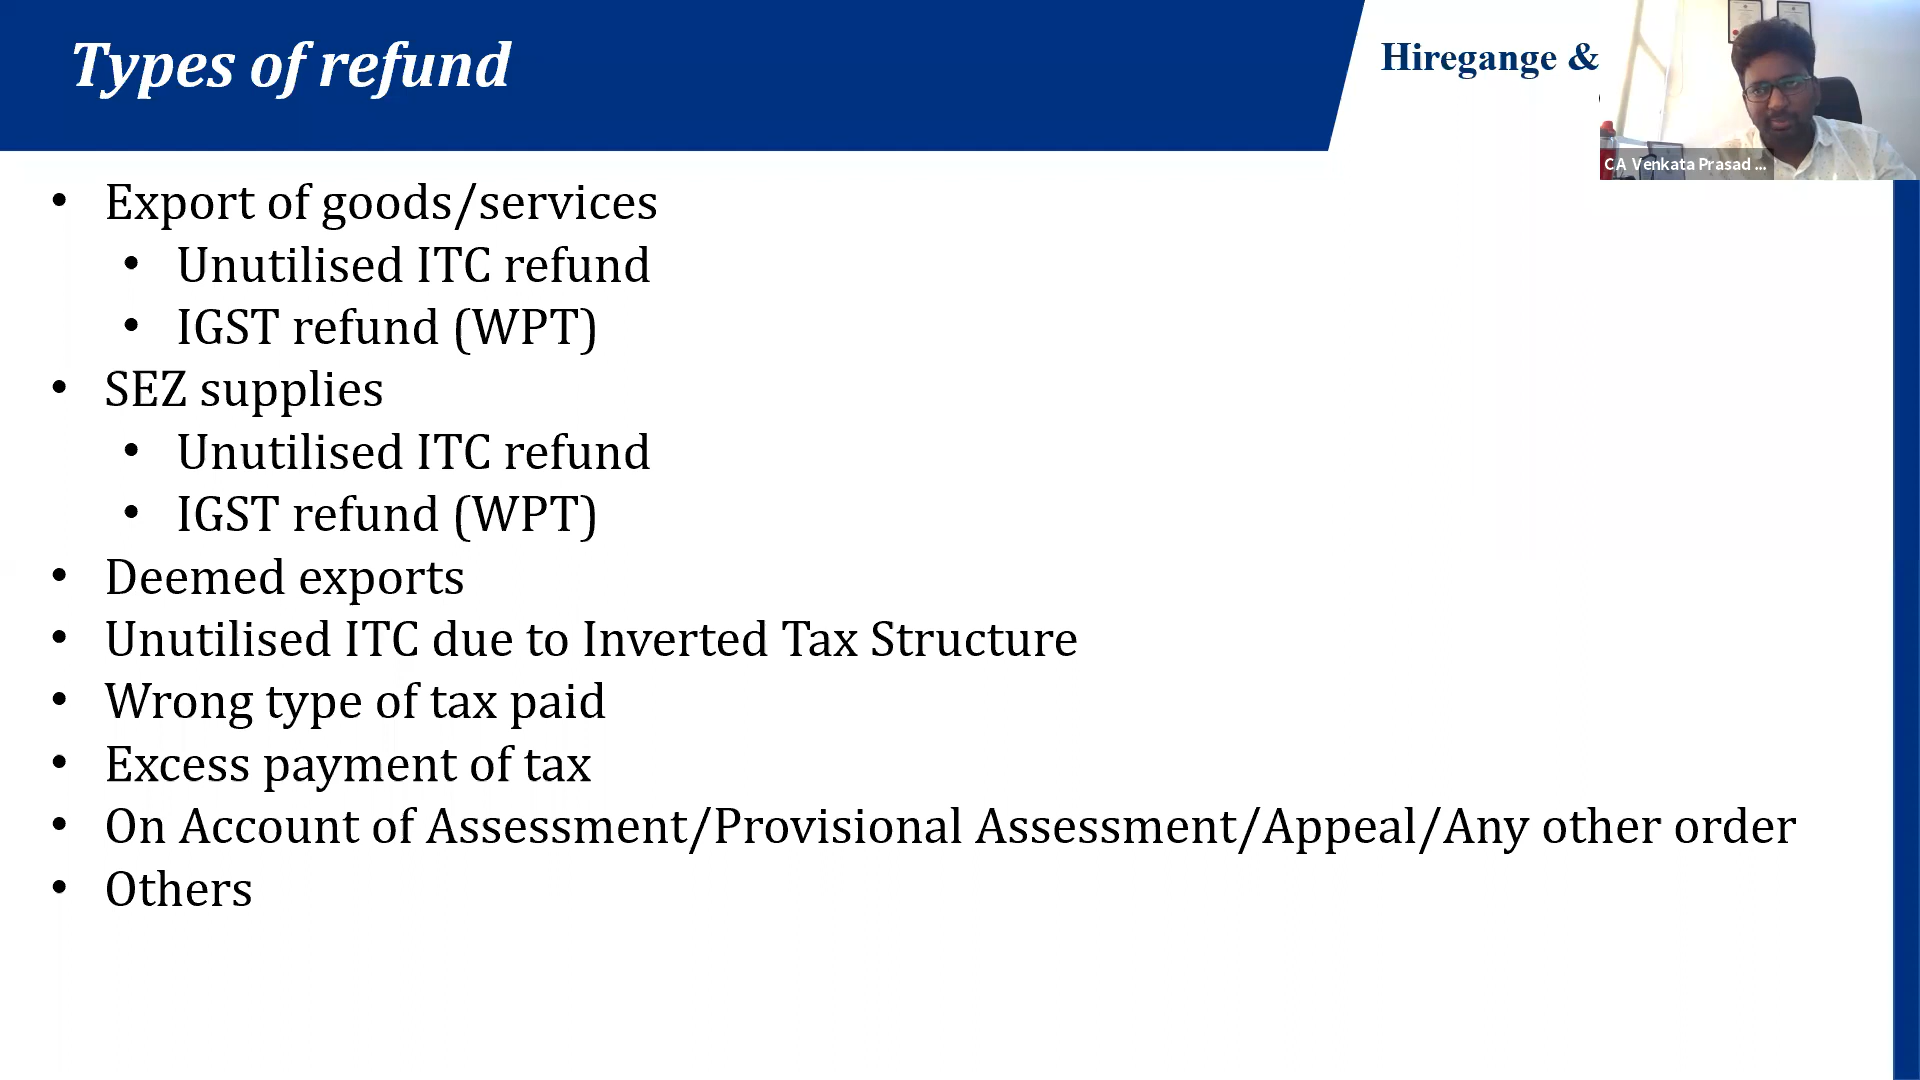 Types of refund
Hiregange &
CA Venkata Prasad ...
• Export of goods/services
• Unutilised ITC refund
• IGST refund (WPT)
• SEZ supplies
• Unutilised ITC refund
• IGST refund (WPT)
• Deemed exports
• Unutilised ITC due to Inverted Tax Structure
• Wrong type of tax paid
• Excess payment of tax
• On Account of Assessment/Provisional Assessment/Appeal/Any other order
• Others